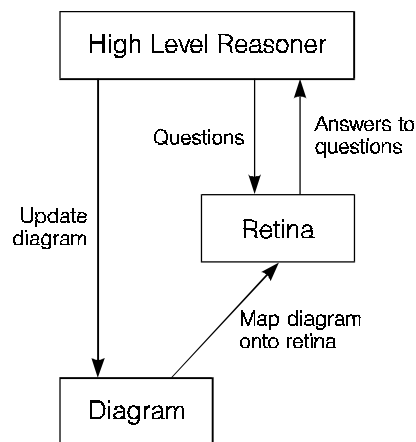 High Level Reasoner
Questions
Answers to
questions
Update
diagram
Retina
Map diagram
onto retina
Diagram